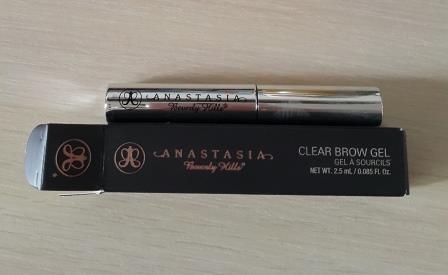 ANASTASIA
Beverly Hills®
ANASTASIA
Beverly Hills®
CLEAR BROW GEL
GEL À SOURCILS
NET WT. 2.5 mL / 0.085 FL. Oz.